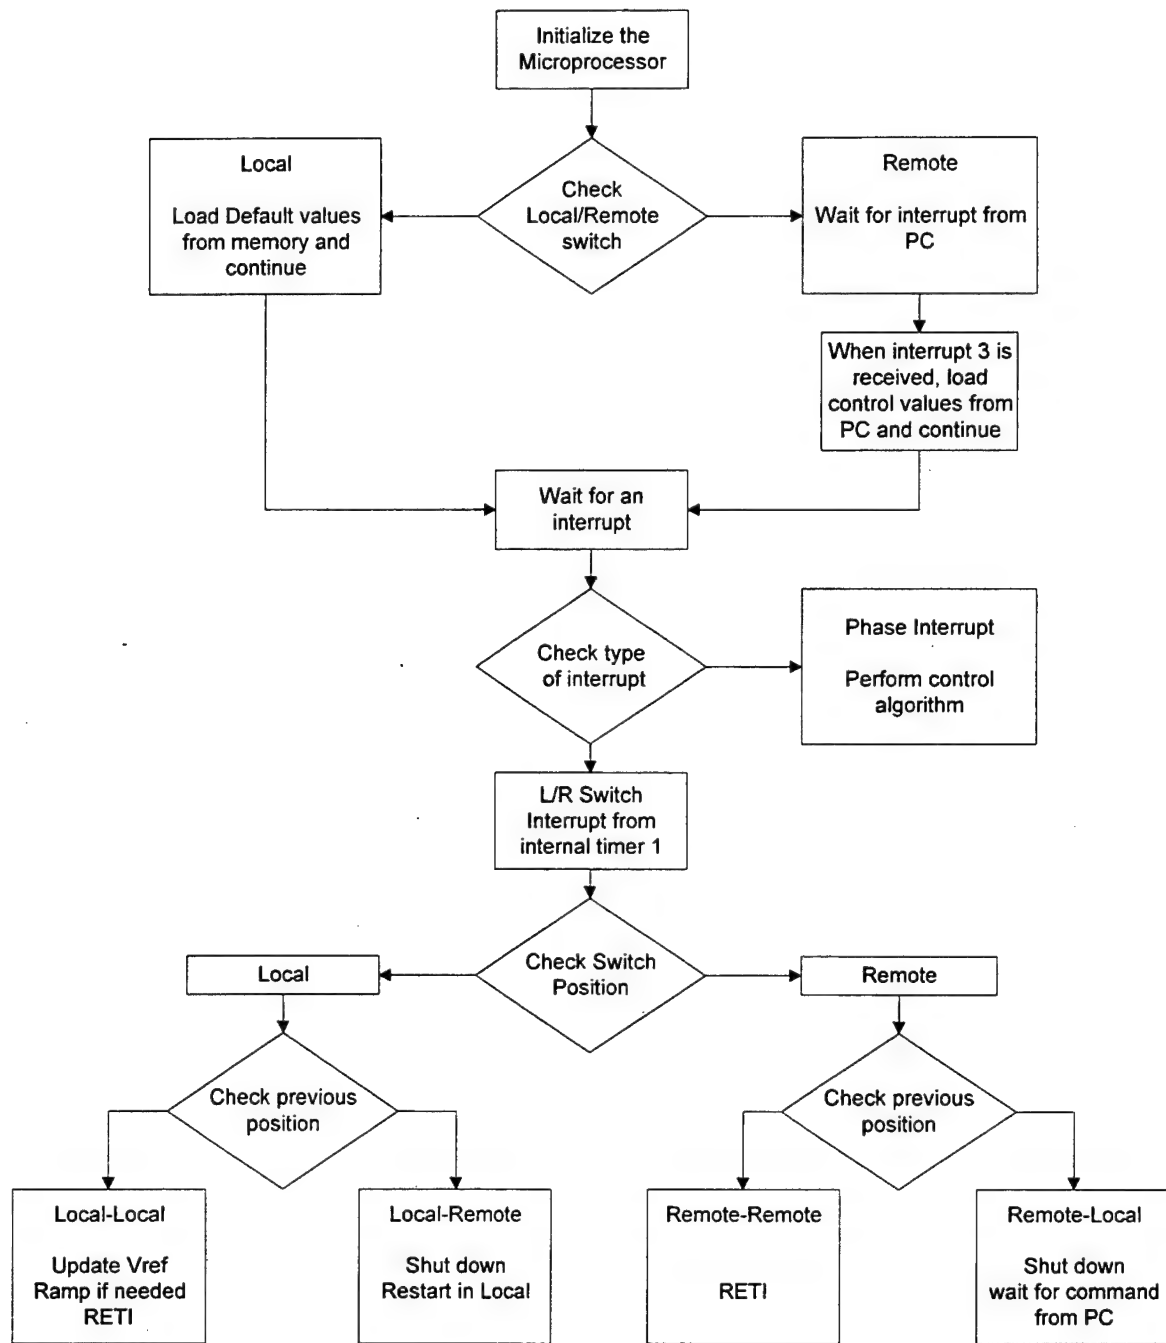 Initialize the
Microprocessor
Local
Load Default values
from memory and
continue
Check
Local/Remote
switch
Remote
Wait for interrupt from
PC
When interrupt 3 is
received, load
control values from
PC and continue
Wait for an
interrupt
Check type
of interrupt
Phase Interrupt
Perform control
algorithm
L/R Switch
Interrupt from
internal timer 1
Check Switch
Position
Local
Remote
Check previous
position
Check previous
position
Local-Local
Update Vref
Ramp if needed
RETI
Local-Remote
Shut down
Restart in Local
Remote-Remote
RETI
Remote-Local
Shut down
wait for command
from PC